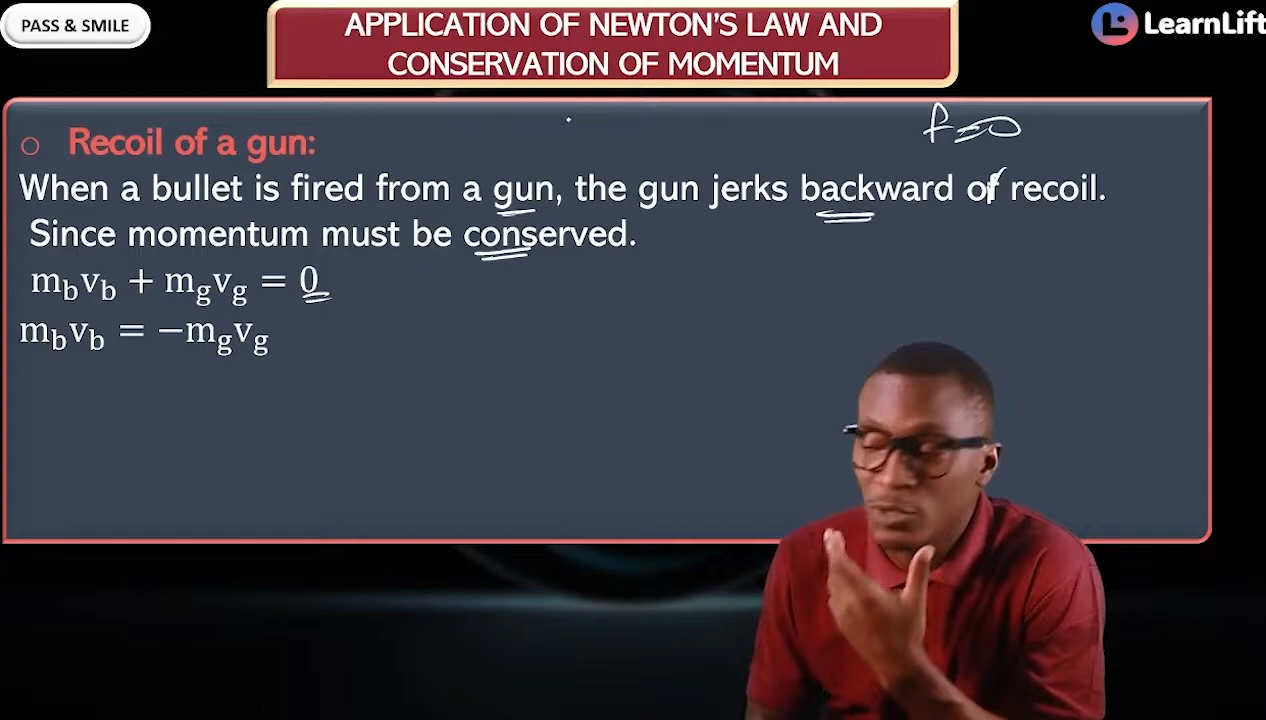 PASS & SMILE
APPLICATION OF NEWTON'S LAW AND
CONSERVATION OF MOMENTUM
LearnLift
Recoil of a gun:
f=0
When a bullet is fired from a gun, the gun jerks backward or recoil.
Since momentum must be conserved.
m_b v_b + m_g v_g = 0
m_b v_b = −m_g v_g